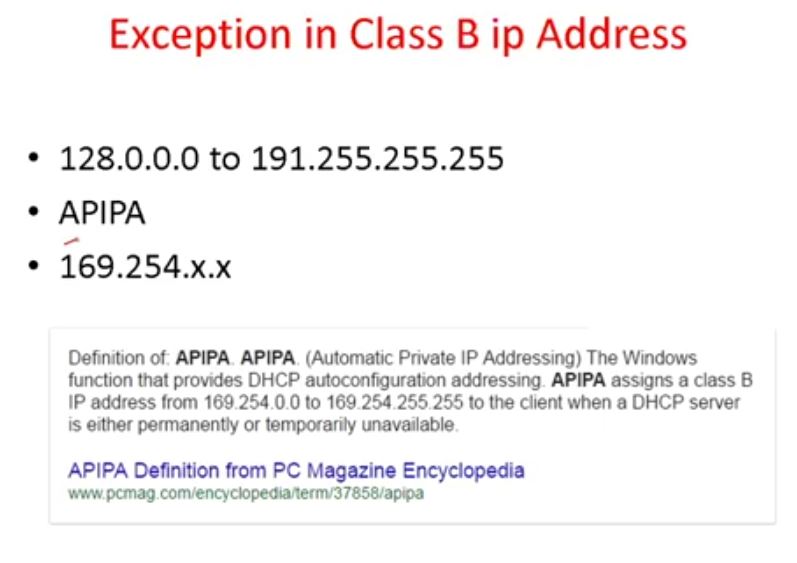 Exception in Class B ip Address
• 128.0.0.0 to 191.255.255.255
• APIPA
• 169.254.x.x
Definition of: APIPA. APIPA. (Automatic Private IP Addressing) The Windows
function that provides DHCP autoconfiguration addressing. APIPA assigns a class B
IP address from 169.254.0.0 to 169.254.255.255 to the client when a DHCP server
is either permanently or temporarily unavailable.
APIPA Definition from PC Magazine Encyclopedia
www.pcmag.com/encyclopedia/term/37858/apipa